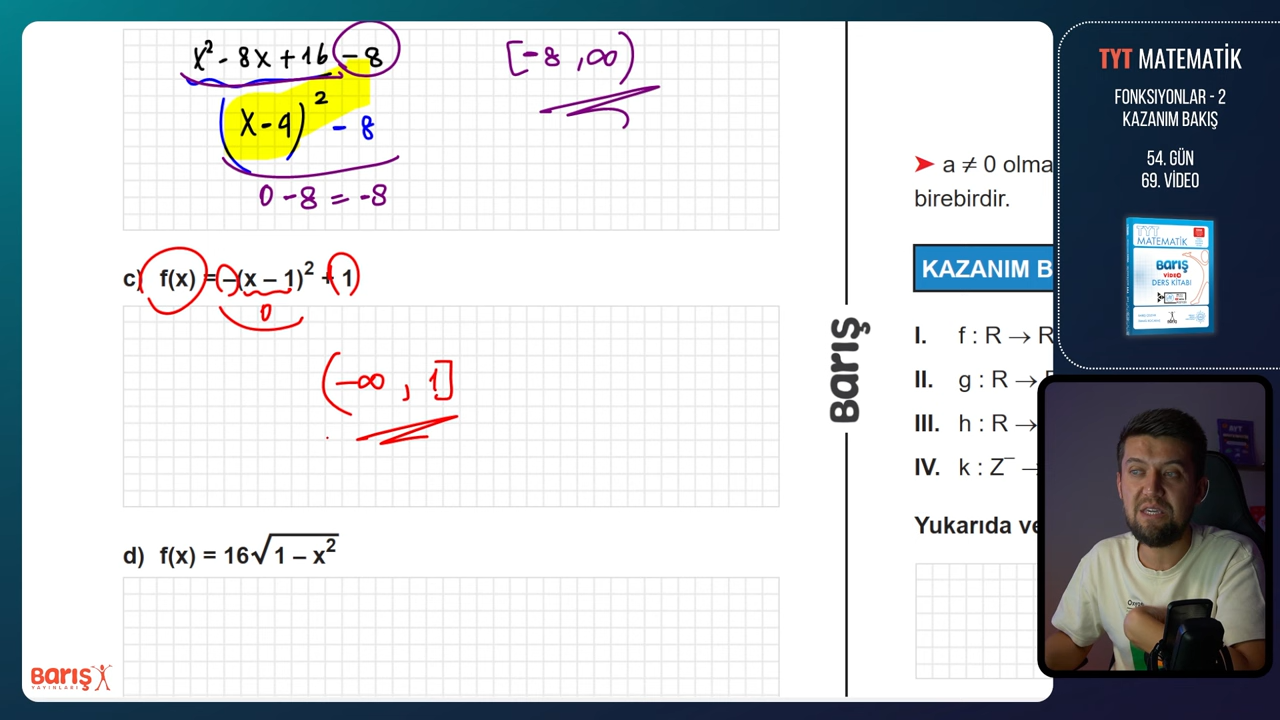 x² - 8x + 16 - 8
(x - 4)² - 8
0 - 8 = -8
[-8 , ∞)
c) f(x) = –(x – 1)² + 1
0
(-∞ , 1]
d) f(x) = 16√(1 – x²)
BARIŞ
YAYINLARI
Barış
➤ a ≠ 0 olma
birebirdir.
KAZANIM B
I. f : R → R
II. g : R →
III. h : R →
IV. k : Z⁻ →
Yukarıda ve
TYT MATEMATİK
FONKSIYONLAR - 2
KAZANIM BAKIŞ
54. GÜN
69. VİDEO
TYT
MATEMATİK
BARIŞ
VİDEO
DERS KİTABI